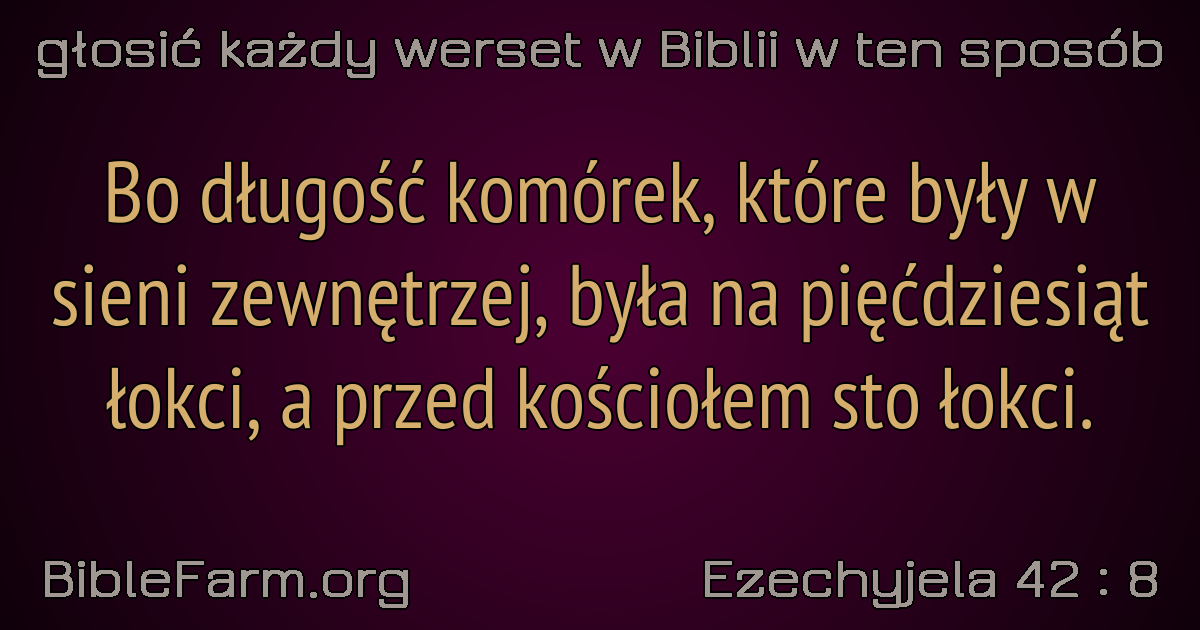 głosić każdy werset w Biblii w ten sposób
Bo długość komórek, które były w
sieni zewnętrzej, była na pięćdziesiąt
łokci, a przed kościołem sto łokci.
BibleFarm.org
Ezechyjela 42 : 8